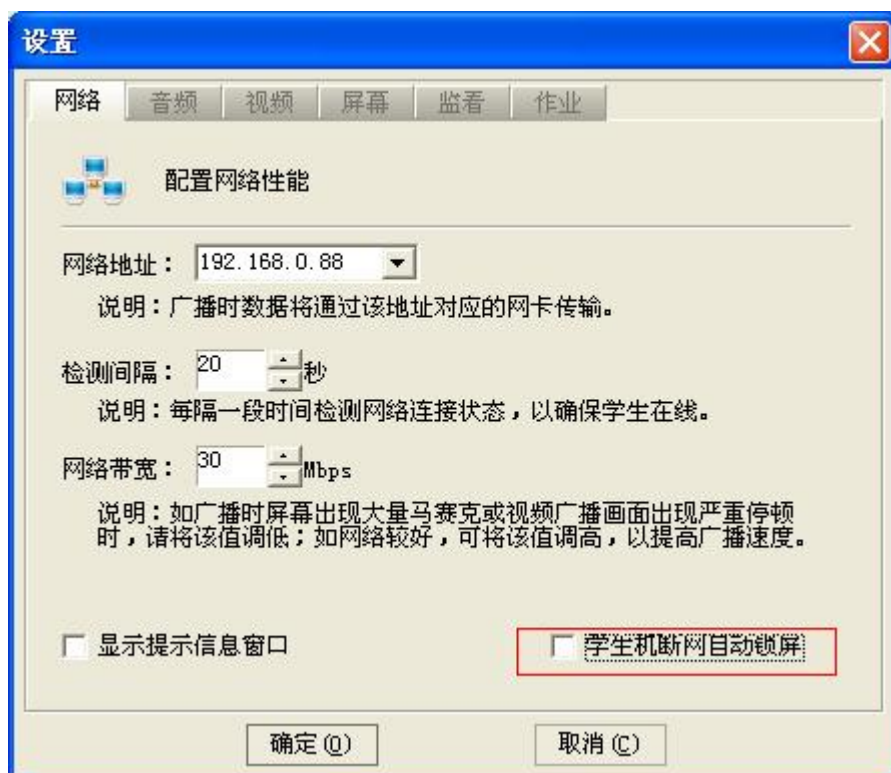 设置
网络 音频 视频 屏幕 监看 作业
配置网络性能
网络地址： 192.168.0.88
说明：广播时数据将通过该地址对应的网卡传输。
检测间隔： 20 秒
说明：每隔一段时间检测网络连接状态，以确保学生在线。
网络带宽： 30 Mbps
说明：如广播时屏幕出现大量马赛克或视频广播画面出现严重停顿
时，请将该值调低；如网络较好，可将该值调高，以提高广播速度。
显示提示信息窗口 学生机断网自动锁屏
确定(O) 取消(C)